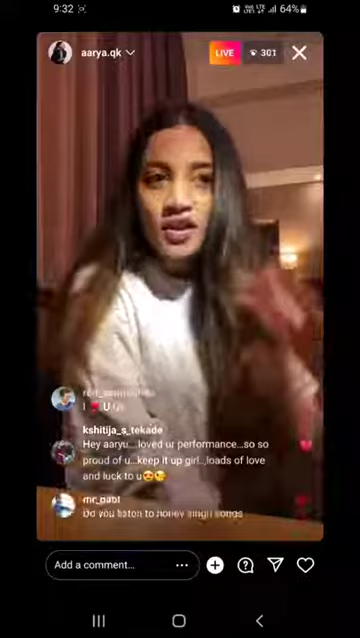 9:32
64%
aarya.qk
LIVE
301
I ❤️ U
kshitija_s_tekade
Hey aaryu....loved ur performance...so so
proud of u...keep it up girl..,loads of love
and luck to u😍😘
Do you listen to honey singh songs
Add a comment...